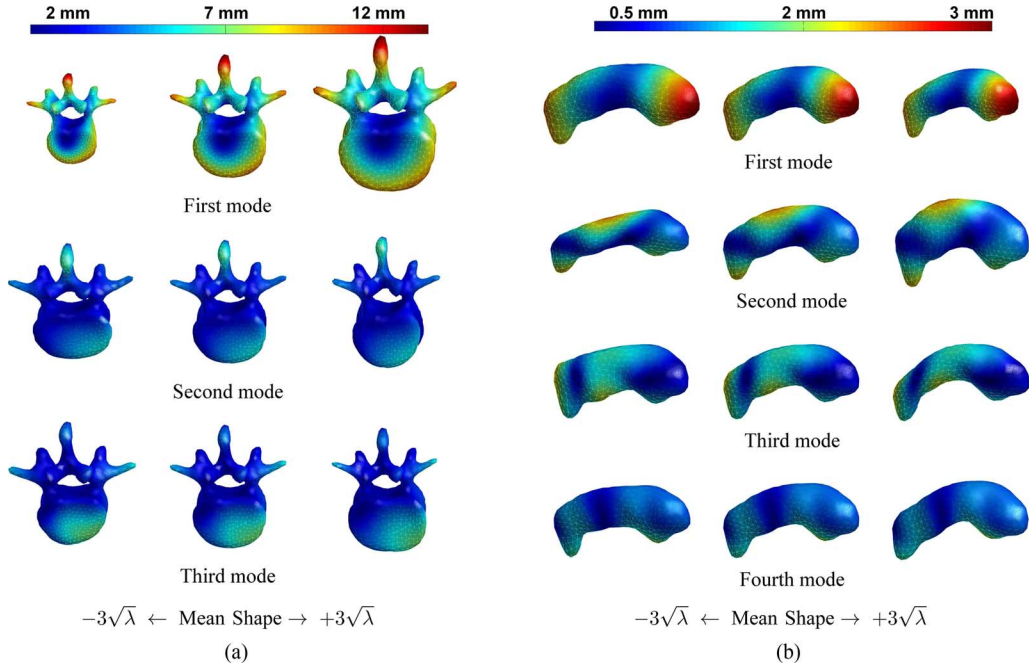 2 mm 7 mm 12 mm
First mode
Second mode
Third mode
−3√λ ← Mean Shape → +3√λ
(a)
0.5 mm 2 mm 3 mm
First mode
Second mode
Third mode
Fourth mode
−3√λ ← Mean Shape → +3√λ
(b)